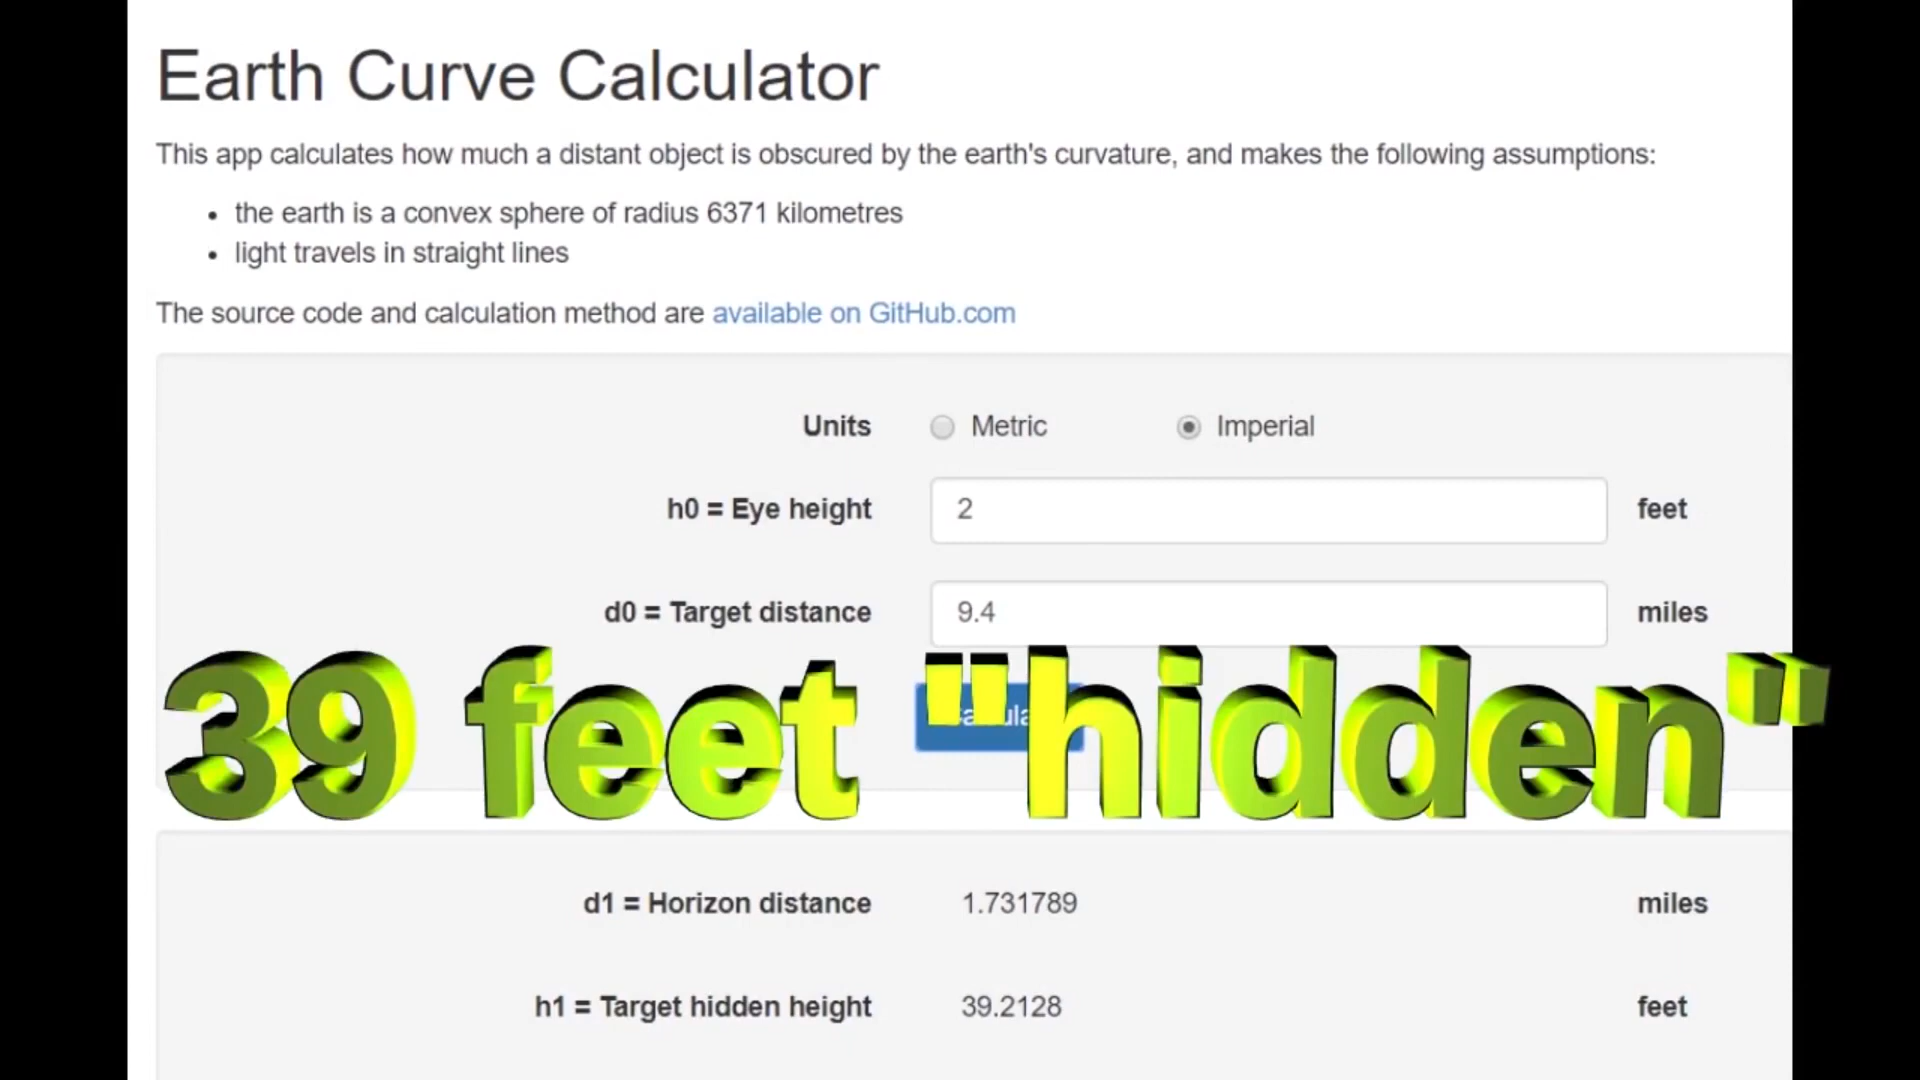 Earth Curve Calculator
This app calculates how much a distant object is obscured by the earth's curvature, and makes the following assumptions:
• the earth is a convex sphere of radius 6371 kilometres
• light travels in straight lines
The source code and calculation method are available on GitHub.com
Units Metric Imperial
h0 = Eye height 2 feet
d0 = Target distance 9.4 miles
39 feet "hidden"
d1 = Horizon distance 1.731789 miles
h1 = Target hidden height 39.2128 feet